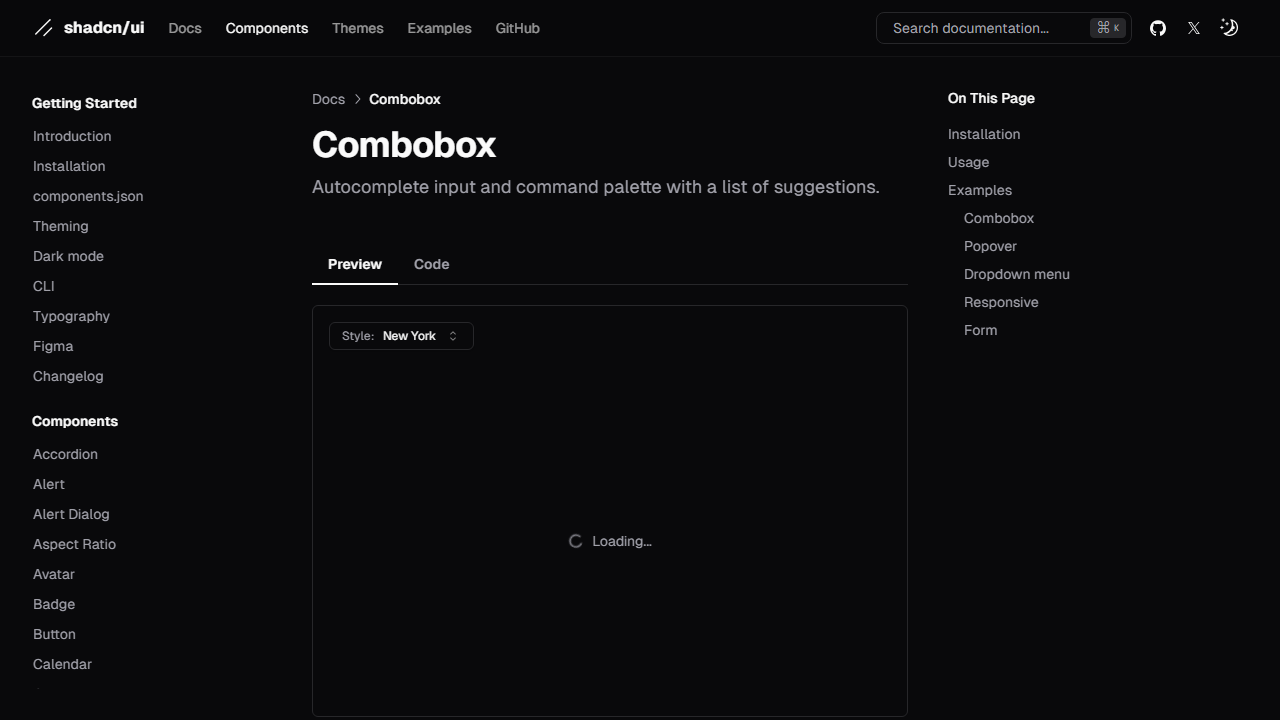 shadcn/ui Docs Components Themes Examples GitHub Search documentation... ⌘ K
Getting Started
Introduction
Installation
components.json
Theming
Dark mode
CLI
Typography
Figma
Changelog
Components
Accordion
Alert
Alert Dialog
Aspect Ratio
Avatar
Badge
Button
Calendar
Docs Combobox
Combobox
Autocomplete input and command palette with a list of suggestions.
Preview Code
Style: New York
Loading...
On This Page
Installation
Usage
Examples
Combobox
Popover
Dropdown menu
Responsive
Form